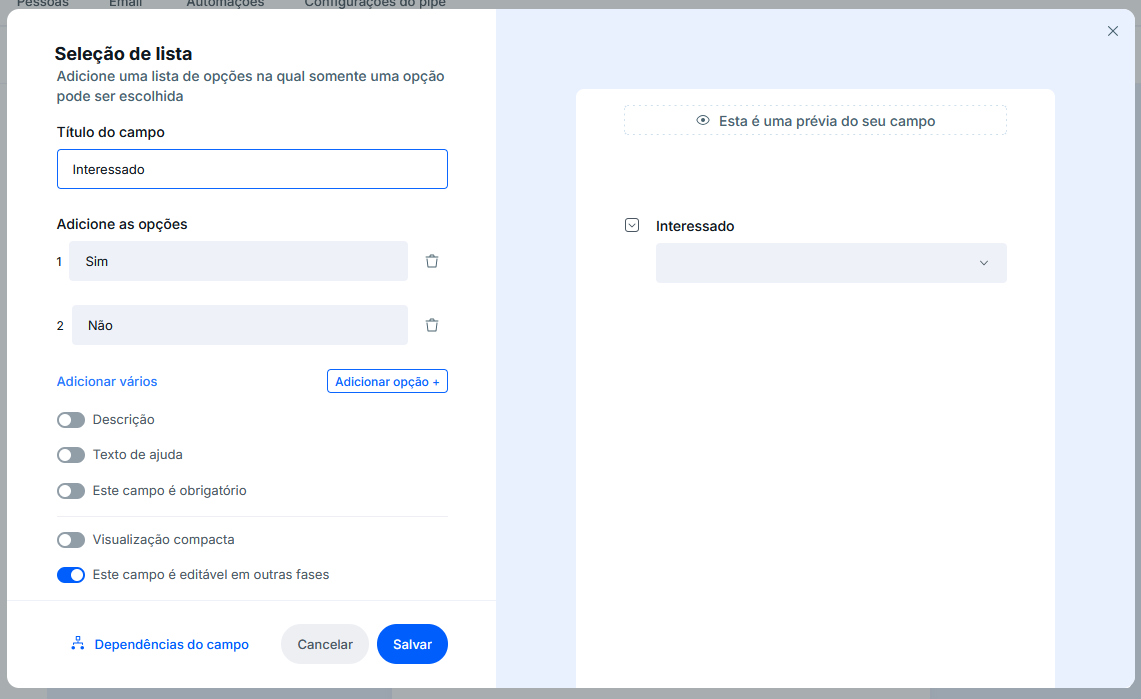 Pessoas Email Automações Configurações do pipe
Seleção de lista
Adicione uma lista de opções na qual somente uma opção
pode ser escolhida
Título do campo
Interessado
Adicione as opções
1 Sim
2 Não
Adicionar vários Adicionar opção +
Descrição
Texto de ajuda
Este campo é obrigatório
Visualização compacta
Este campo é editável em outras fases
Dependências do campo Cancelar Salvar
Esta é uma prévia do seu campo
Interessado